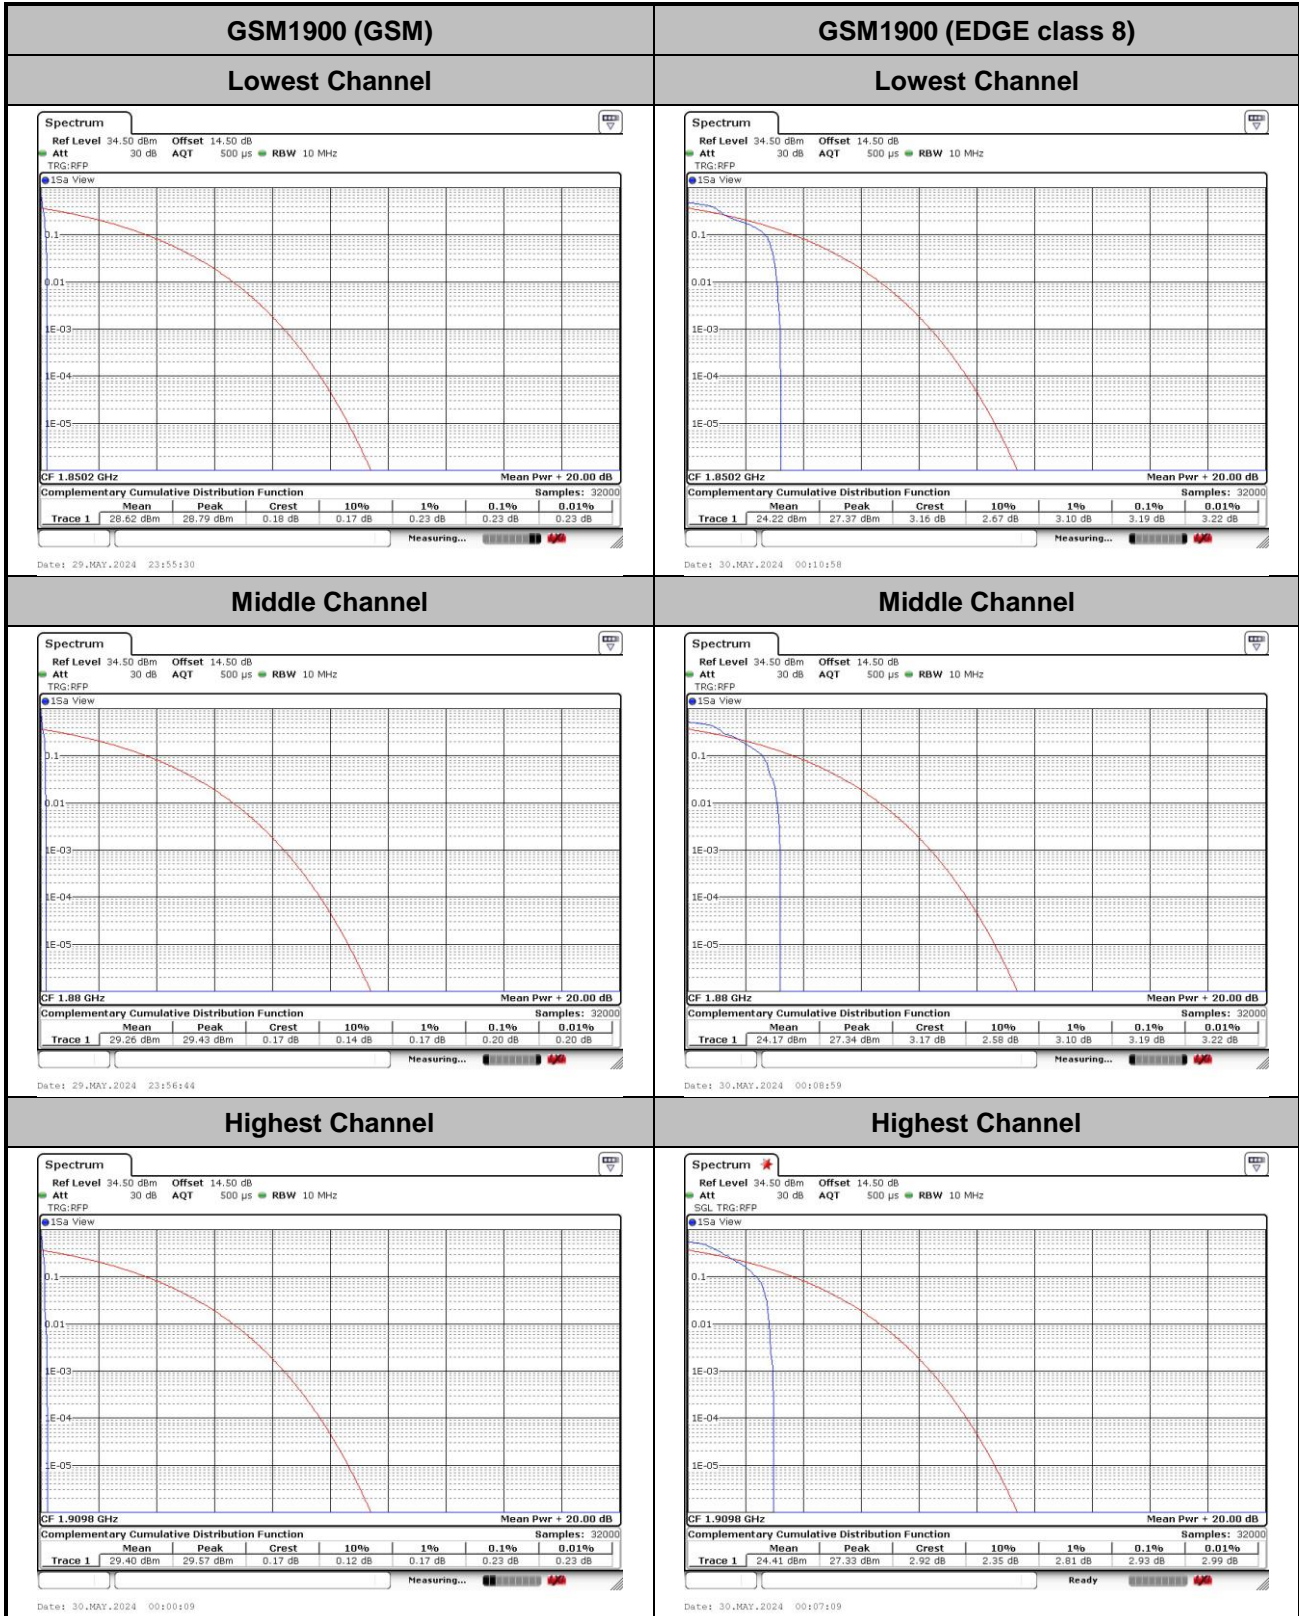 GSM1900 (GSM)
GSM1900 (EDGE class 8)
Lowest Channel
Lowest Channel
Spectrum
Ref Level 34.50 dBm Offset 14.50 dB
Att 30 dB AQT 500 µs RBW 10 MHz
TRG:RFP
1Sa View
0.1
0.01
1E-03
1E-04
1E-05
CF 1.8502 GHz Mean Pwr + 20.00 dB
Complementary Cumulative Distribution Function Samples: 32000
Mean Peak Crest 10% 1% 0.1% 0.01%
Trace 1 28.62 dBm 28.79 dBm 0.18 dB 0.17 dB 0.23 dB 0.23 dB 0.23 dB
Measuring...
Date: 29.MAY.2024 23:55:30
Spectrum
Ref Level 34.50 dBm Offset 14.50 dB
Att 30 dB AQT 500 µs RBW 10 MHz
TRG:RFP
1Sa View
0.1
0.01
1E-03
1E-04
1E-05
CF 1.8502 GHz Mean Pwr + 20.00 dB
Complementary Cumulative Distribution Function Samples: 32000
Mean Peak Crest 10% 1% 0.1% 0.01%
Trace 1 24.22 dBm 27.37 dBm 3.16 dB 2.67 dB 3.10 dB 3.19 dB 3.22 dB
Measuring...
Date: 30.MAY.2024 00:10:58
Middle Channel
Middle Channel
Spectrum
Ref Level 34.50 dBm Offset 14.50 dB
Att 30 dB AQT 500 µs RBW 10 MHz
TRG:RFP
1Sa View
0.1
0.01
1E-03
1E-04
1E-05
CF 1.88 GHz Mean Pwr + 20.00 dB
Complementary Cumulative Distribution Function Samples: 32000
Mean Peak Crest 10% 1% 0.1% 0.01%
Trace 1 29.26 dBm 29.43 dBm 0.17 dB 0.14 dB 0.17 dB 0.20 dB 0.20 dB
Measuring...
Date: 29.MAY.2024 23:56:44
Spectrum
Ref Level 34.50 dBm Offset 14.50 dB
Att 30 dB AQT 500 µs RBW 10 MHz
TRG:RFP
1Sa View
0.1
0.01
1E-03
1E-04
1E-05
CF 1.88 GHz Mean Pwr + 20.00 dB
Complementary Cumulative Distribution Function Samples: 32000
Mean Peak Crest 10% 1% 0.1% 0.01%
Trace 1 24.17 dBm 27.34 dBm 3.17 dB 2.58 dB 3.10 dB 3.19 dB 3.22 dB
Measuring...
Date: 30.MAY.2024 00:08:59
Highest Channel
Highest Channel
Spectrum
Ref Level 34.50 dBm Offset 14.50 dB
Att 30 dB AQT 500 µs RBW 10 MHz
TRG:RFP
1Sa View
0.1
0.01
1E-03
1E-04
1E-05
CF 1.9098 GHz Mean Pwr + 20.00 dB
Complementary Cumulative Distribution Function Samples: 32000
Mean Peak Crest 10% 1% 0.1% 0.01%
Trace 1 29.40 dBm 29.57 dBm 0.17 dB 0.12 dB 0.17 dB 0.23 dB 0.23 dB
Measuring...
Date: 30.MAY.2024 00:00:09
Spectrum
Ref Level 34.50 dBm Offset 14.50 dB
Att 30 dB AQT 500 µs RBW 10 MHz
SGL TRG:RFP
1Sa View
0.1
0.01
1E-03
1E-04
1E-05
CF 1.9098 GHz Mean Pwr + 20.00 dB
Complementary Cumulative Distribution Function Samples: 32000
Mean Peak Crest 10% 1% 0.1% 0.01%
Trace 1 24.41 dBm 27.33 dBm 2.92 dB 2.35 dB 2.81 dB 2.93 dB 2.99 dB
Ready
Date: 30.MAY.2024 00:07:09